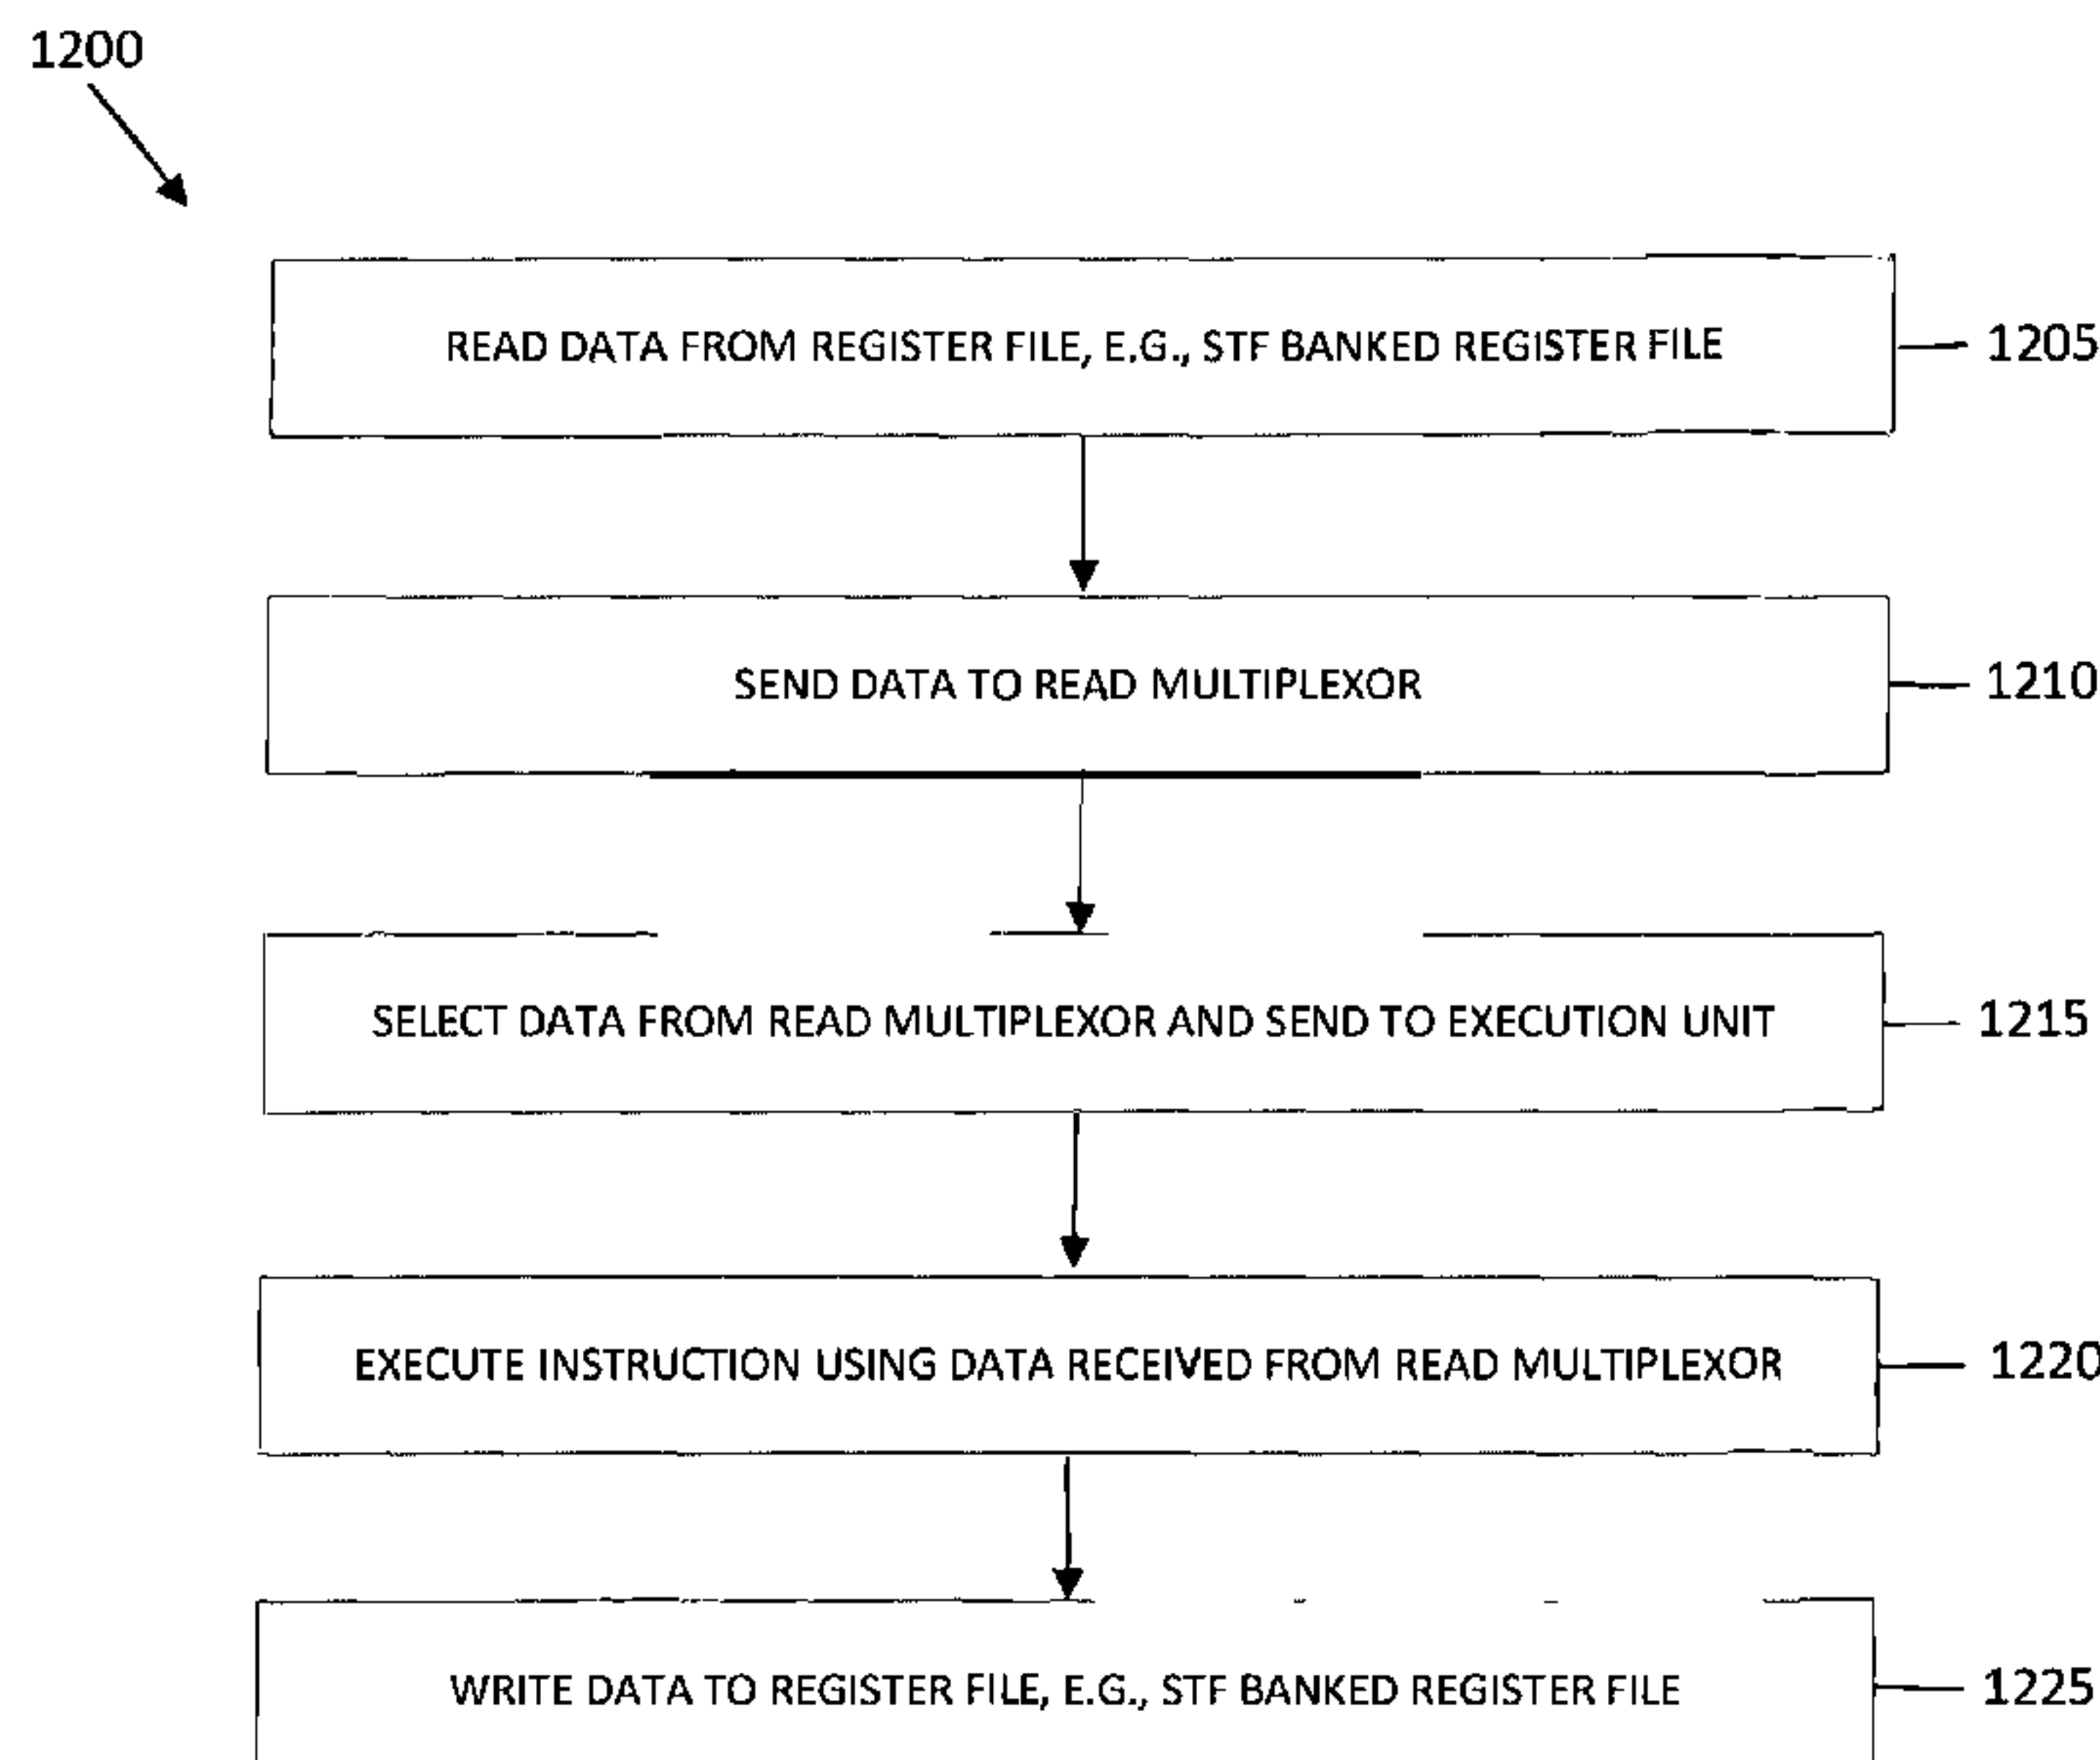 1200
READ DATA FROM REGISTER FILE, E.G., STF BANKED REGISTER FILE
1205
SEND DATA TO READ MULTIPLEXOR
1210
SELECT DATA FROM READ MULTIPLEXOR AND SEND TO EXECUTION UNIT
1215
EXECUTE INSTRUCTION USING DATA RECEIVED FROM READ MULTIPLEXOR
1220
WRITE DATA TO REGISTER FILE, E.G., STF BANKED REGISTER FILE
1225